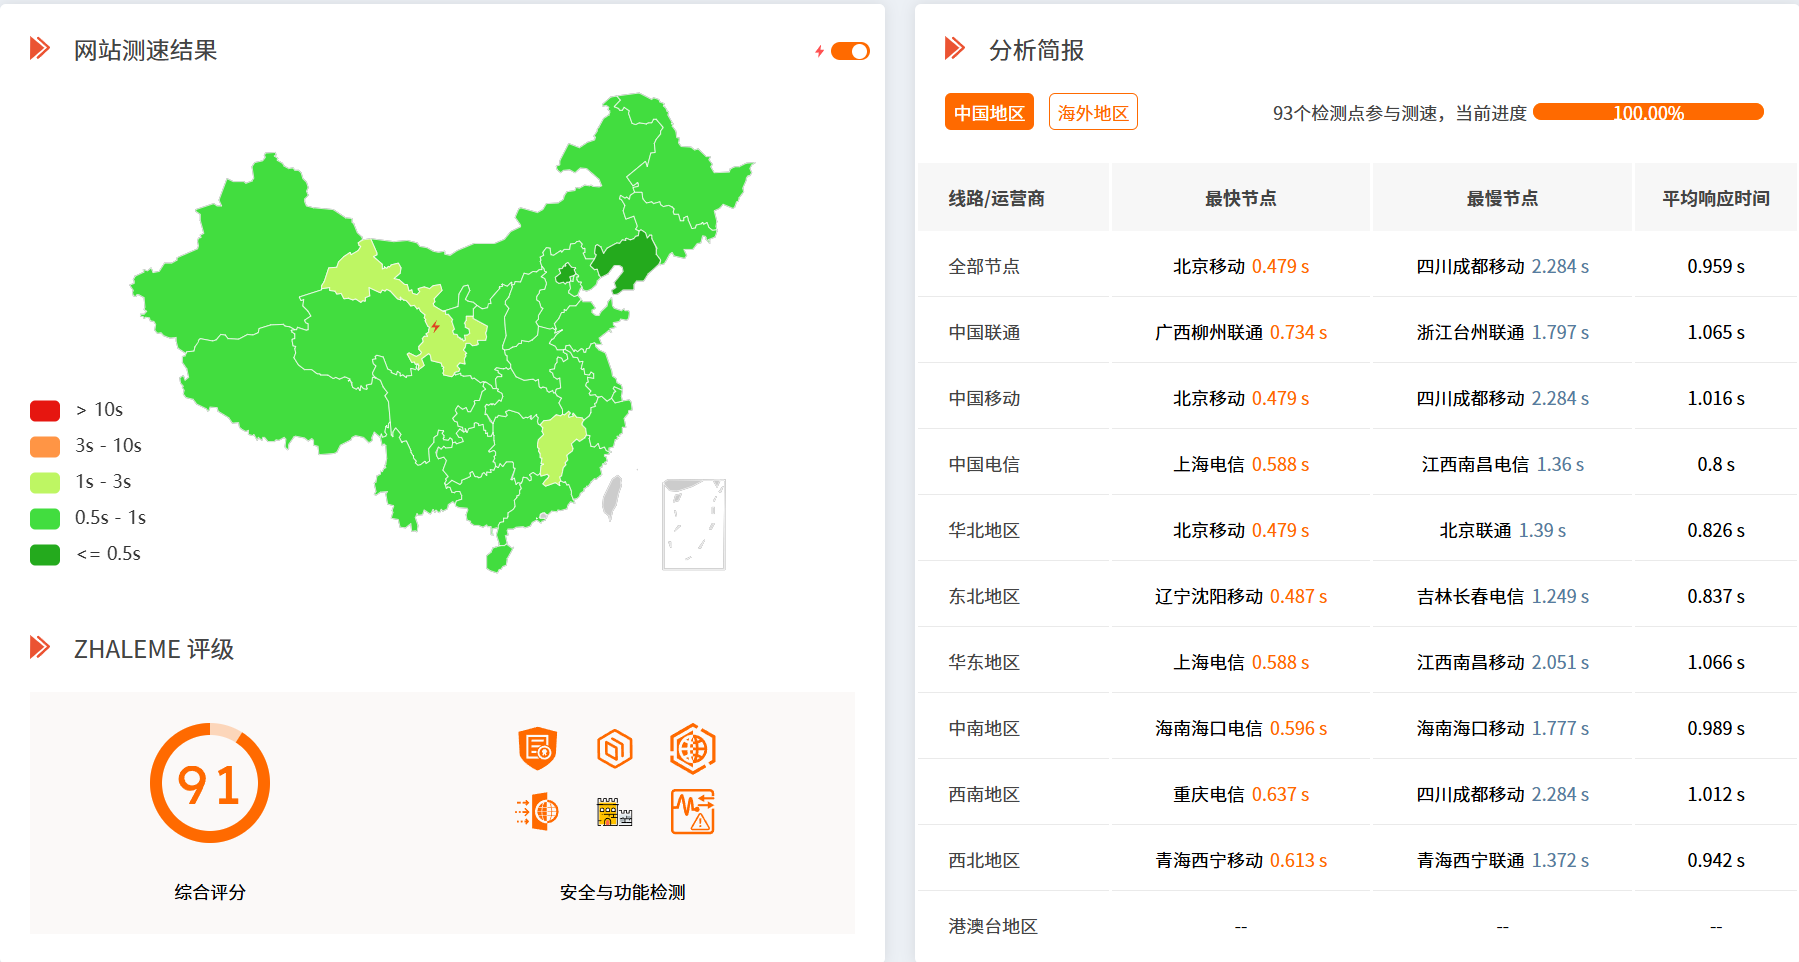 网站测速结果
> 10s
3s - 10s
1s - 3s
0.5s - 1s
<= 0.5s
ZHALEME 评级
91
综合评分
安全与功能检测
分析简报
中国地区 海外地区 93个检测点参与测速，当前进度 100.00%
线路/运营商 最快节点 最慢节点 平均响应时间
全部节点 北京移动 0.479 s 四川成都移动 2.284 s 0.959 s
中国联通 广西柳州联通 0.734 s 浙江台州联通 1.797 s 1.065 s
中国移动 北京移动 0.479 s 四川成都移动 2.284 s 1.016 s
中国电信 上海电信 0.588 s 江西南昌电信 1.36 s 0.8 s
华北地区 北京移动 0.479 s 北京联通 1.39 s 0.826 s
东北地区 辽宁沈阳移动 0.487 s 吉林长春电信 1.249 s 0.837 s
华东地区 上海电信 0.588 s 江西南昌移动 2.051 s 1.066 s
中南地区 海南海口电信 0.596 s 海南海口移动 1.777 s 0.989 s
西南地区 重庆电信 0.637 s 四川成都移动 2.284 s 1.012 s
西北地区 青海西宁移动 0.613 s 青海西宁联通 1.372 s 0.942 s
港澳台地区 -- -- --